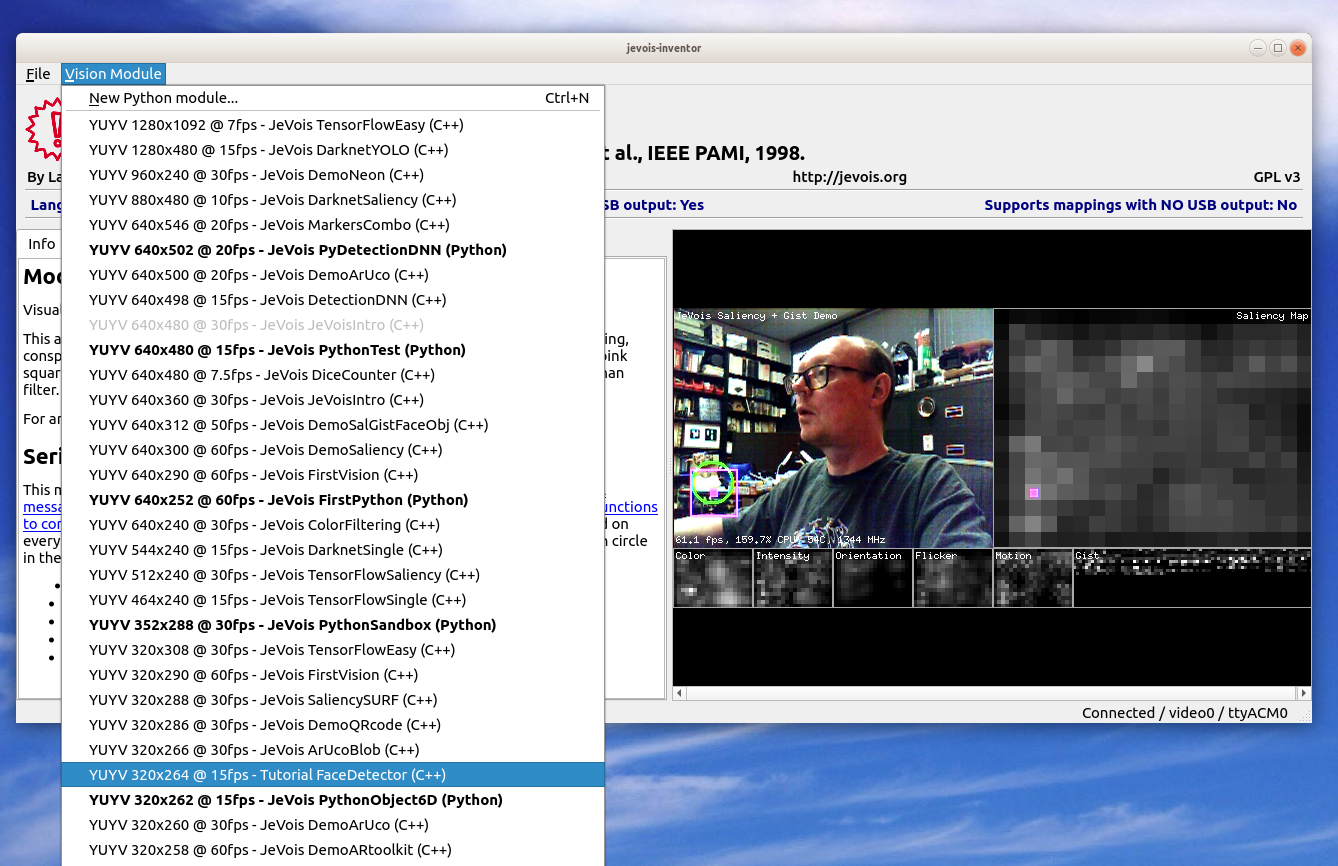 jevois-inventor
File Vision Module
New Python module... Ctrl+N
YUYV 1280x1092 @ 7fps - JeVois TensorFlowEasy (C++)
YUYV 1280x480 @ 15fps - JeVois DarknetYOLO (C++)
YUYV 960x240 @ 30fps - JeVois DemoNeon (C++)
YUYV 880x480 @ 10fps - JeVois DarknetSaliency (C++)
YUYV 640x546 @ 20fps - JeVois MarkersCombo (C++)
YUYV 640x502 @ 20fps - JeVois PyDetectionDNN (Python)
YUYV 640x500 @ 20fps - JeVois DemoArUco (C++)
YUYV 640x498 @ 15fps - JeVois DetectionDNN (C++)
YUYV 640x480 @ 30fps - JeVois JeVoisIntro (C++)
YUYV 640x480 @ 15fps - JeVois PythonTest (Python)
YUYV 640x480 @ 7.5fps - JeVois DiceCounter (C++)
YUYV 640x360 @ 30fps - JeVois JeVoisIntro (C++)
YUYV 640x312 @ 50fps - JeVois DemoSalGistFaceObj (C++)
YUYV 640x300 @ 60fps - JeVois DemoSaliency (C++)
YUYV 640x290 @ 60fps - JeVois FirstVision (C++)
YUYV 640x252 @ 60fps - JeVois FirstPython (Python)
YUYV 640x240 @ 30fps - JeVois ColorFiltering (C++)
YUYV 544x240 @ 15fps - JeVois DarknetSingle (C++)
YUYV 512x240 @ 30fps - JeVois TensorFlowSaliency (C++)
YUYV 464x240 @ 15fps - JeVois TensorFlowSingle (C++)
YUYV 352x288 @ 30fps - JeVois PythonSandbox (Python)
YUYV 320x308 @ 30fps - JeVois TensorFlowEasy (C++)
YUYV 320x290 @ 60fps - JeVois FirstVision (C++)
YUYV 320x288 @ 30fps - JeVois SaliencySURF (C++)
YUYV 320x286 @ 30fps - JeVois DemoQRcode (C++)
YUYV 320x266 @ 30fps - JeVois ArUcoBlob (C++)
YUYV 320x264 @ 15fps - Tutorial FaceDetector (C++)
YUYV 320x262 @ 15fps - JeVois PythonObject6D (Python)
YUYV 320x260 @ 30fps - JeVois DemoArUco (C++)
YUYV 320x258 @ 60fps - JeVois DemoARtoolkit (C++)
t al., IEEE PAMI, 1998.
By La
http://jevois.org
GPL v3
Lang
SB output: Yes
Supports mappings with NO USB output: No
Info
Mod
Visual
This a
ing,
consp
pink
squar
man
filter.
For an
Seri
This m
messa
unctions
to cor
d on
every
n circle
in the
JeVois Saliency + Gist Demo
Saliency Map
61.1 fps, 159.7% CPU, 54C, 1344 MHz
Color Intensity Orientation Flicker Motion Gist
Connected / video0 / ttyACM0